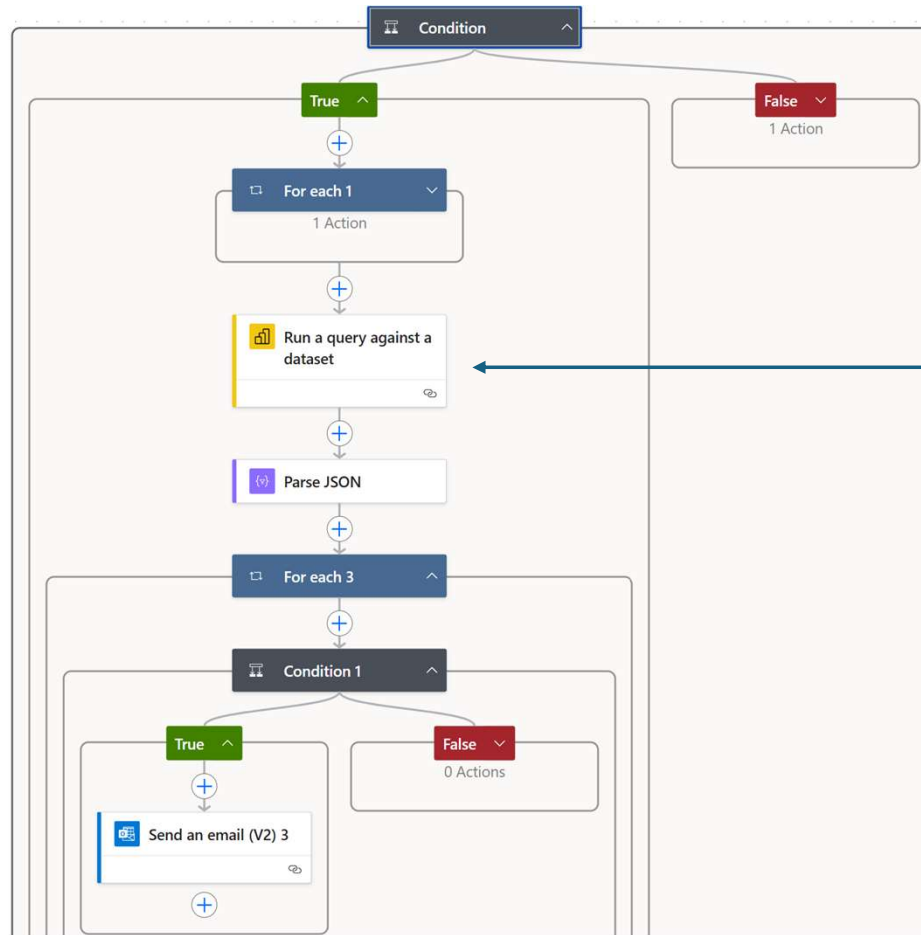 Condition
True
False
1 Action
For each 1
1 Action
Run a query against a
dataset
Parse JSON
For each 3
Condition 1
True
False
0 Actions
Send an email (V2) 3